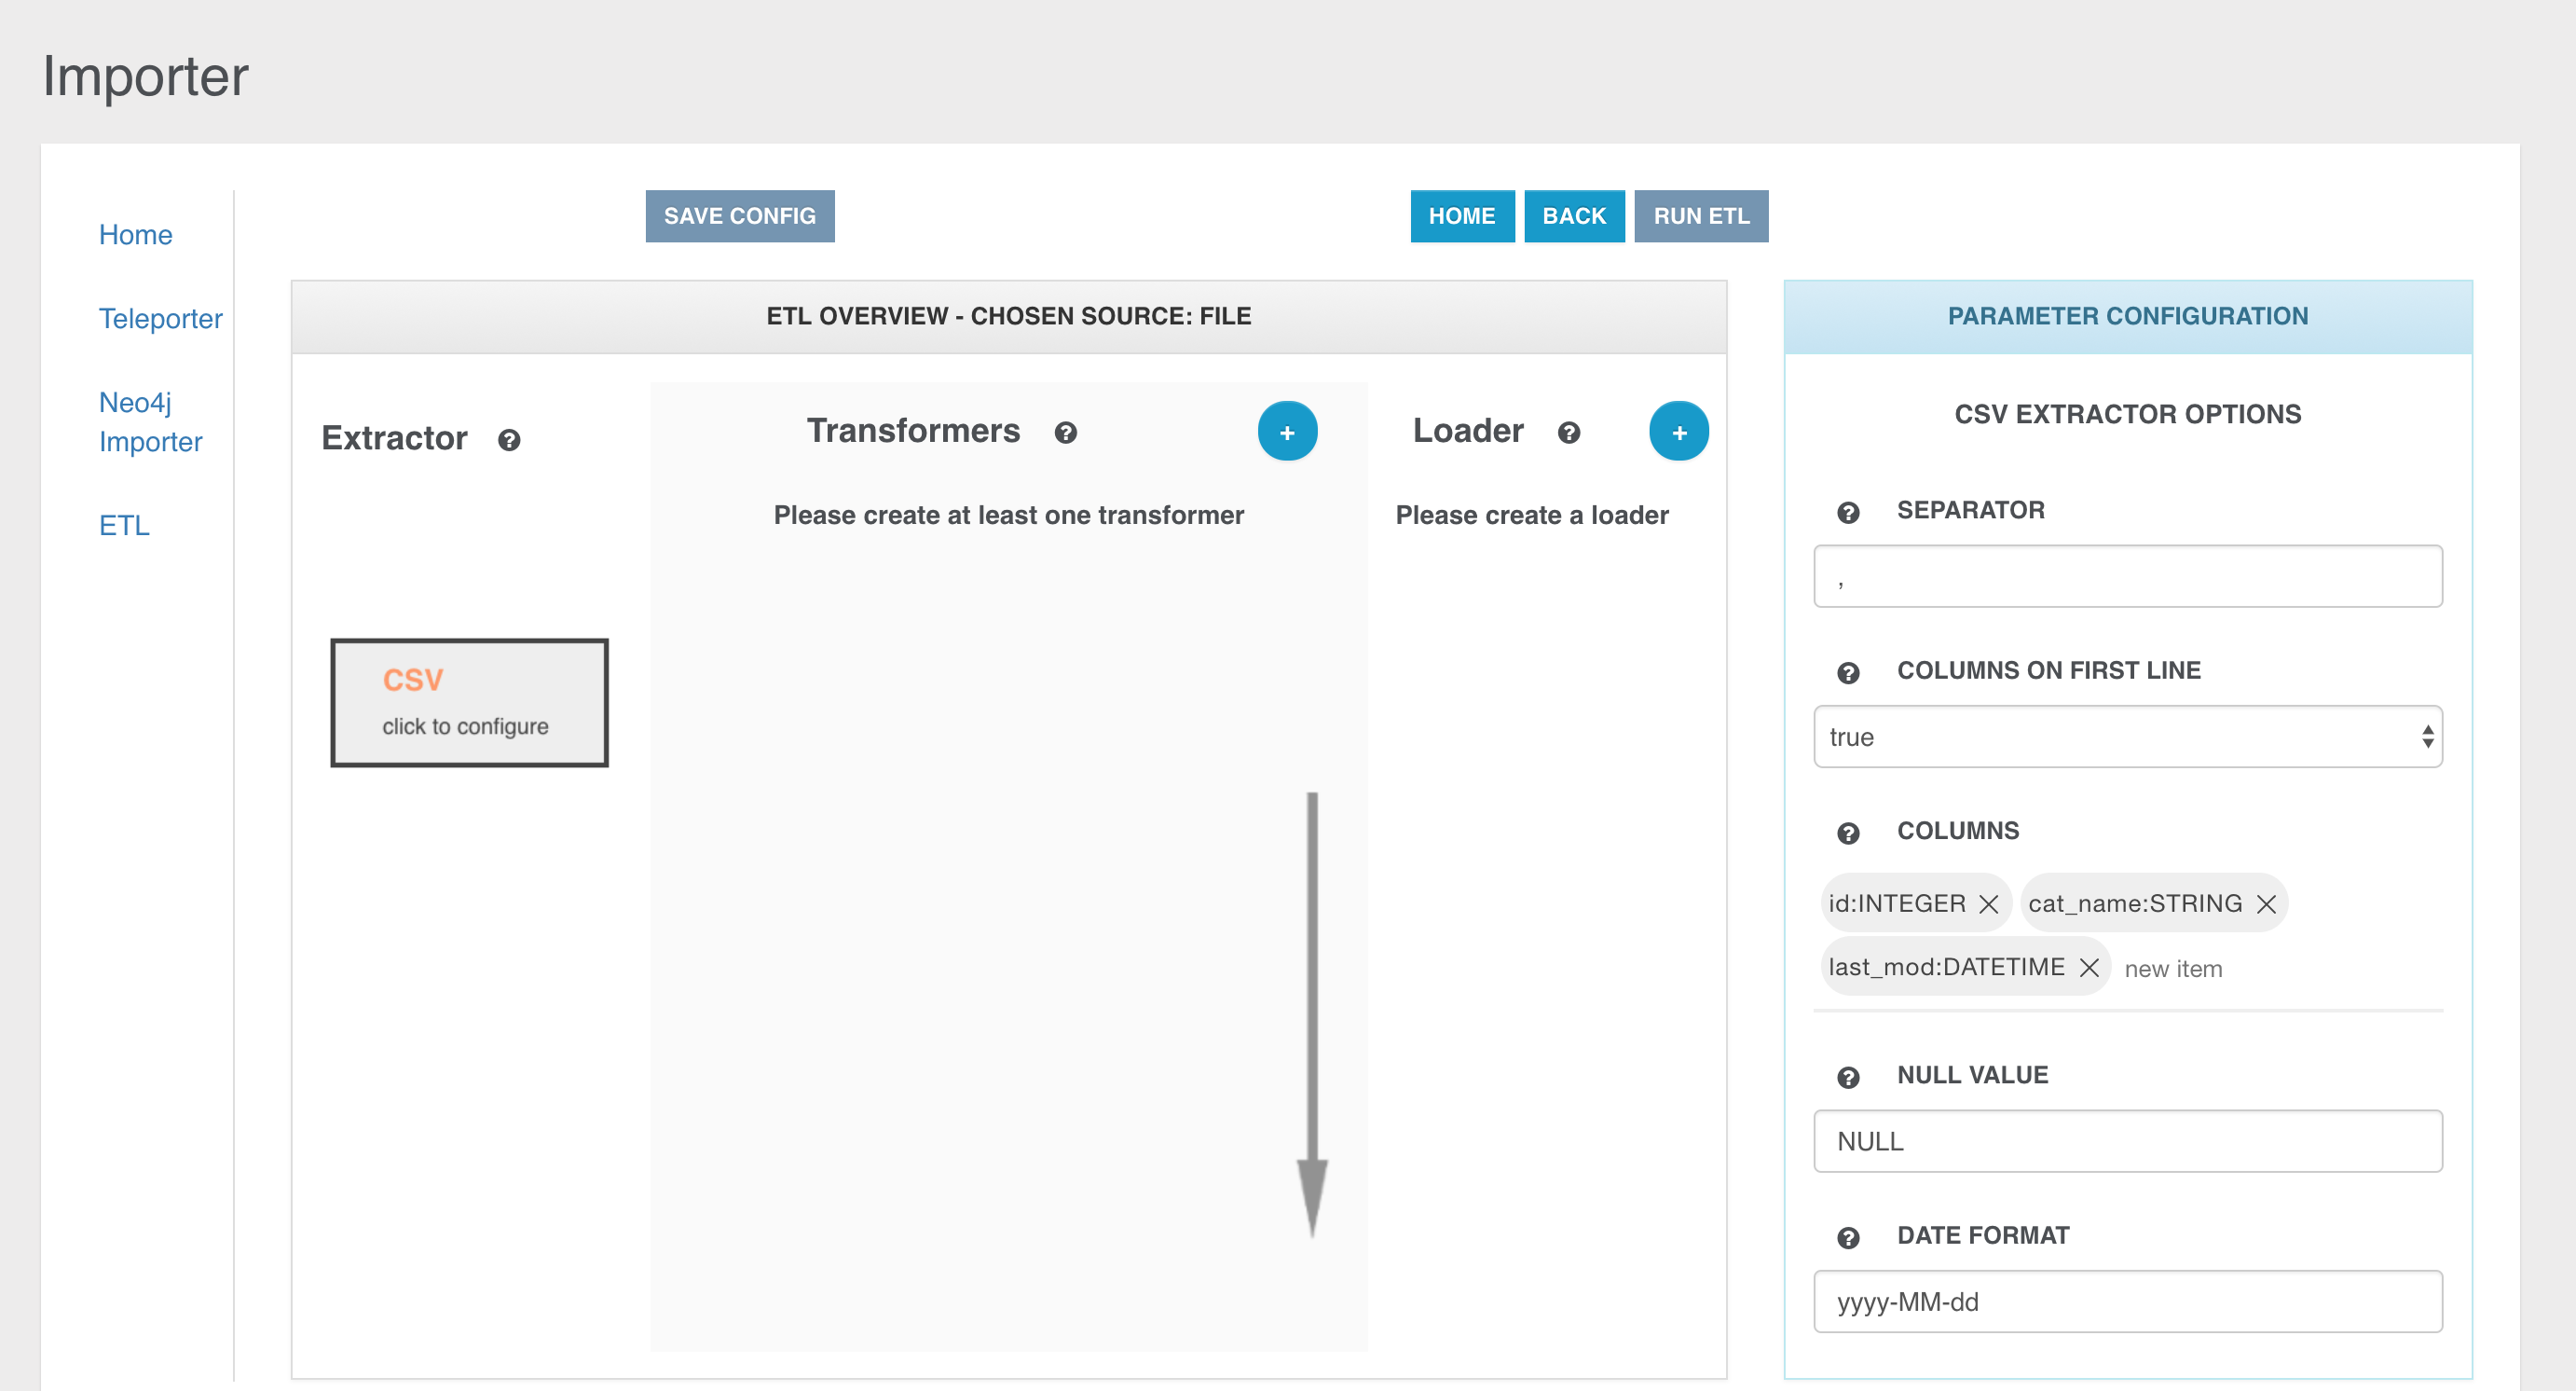 Importer
Home
Teleporter
Neo4j
Importer
ETL
SAVE CONFIG
HOME
BACK
RUN ETL
ETL OVERVIEW - CHOSEN SOURCE: FILE
Extractor ?
Transformers ? +
Loader ? +
Please create at least one transformer
Please create a loader
CSV
click to configure
PARAMETER CONFIGURATION
CSV EXTRACTOR OPTIONS
? SEPARATOR
,
? COLUMNS ON FIRST LINE
true
? COLUMNS
id:INTEGER × cat_name:STRING ×
last_mod:DATETIME × new item
? NULL VALUE
NULL
? DATE FORMAT
yyyy-MM-dd